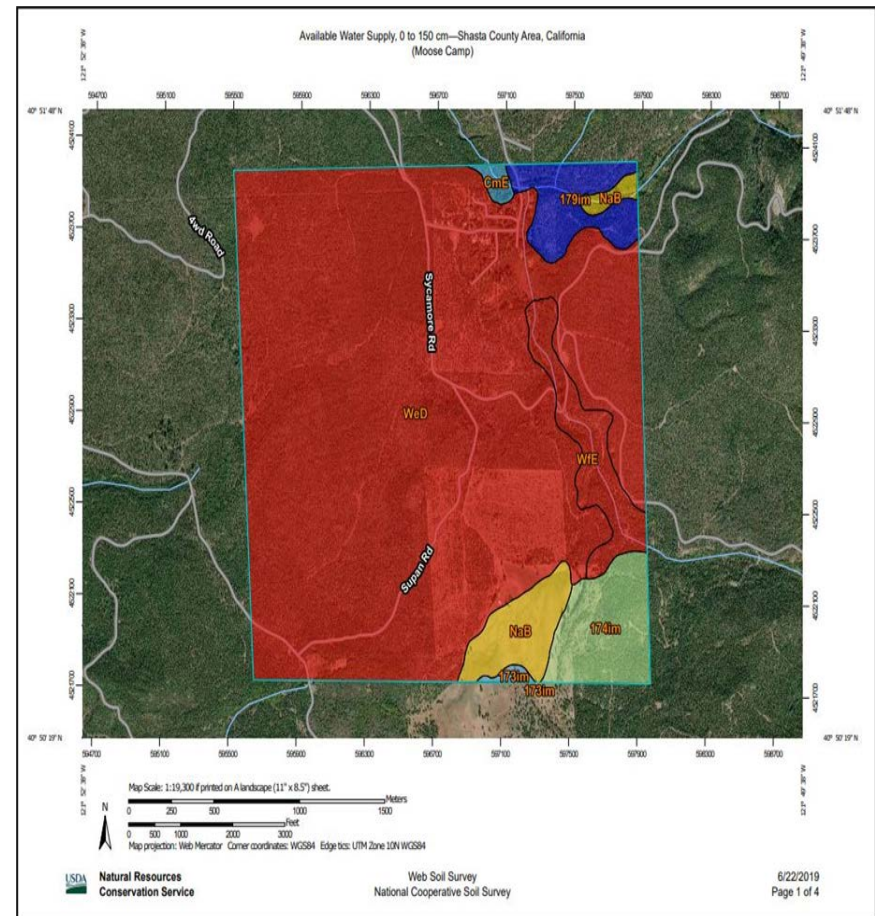 Available Water Supply, 0 to 150 cm—Shasta County Area, California
(Moose Camp)
40° 51' 48" N
40° 51' 48" N
CmE
179im
NaB
4wd Road
Sycamore Rd
WeD
WfE
Supan Rd
NaB
174im
173im
173im
40° 50' 19" N
40° 50' 19" N
Map Scale: 1:19,300 if printed on A landscape (11" x 8.5") sheet.
Meters
0 250 500 1000 1500
Feet
0 500 1000 2000 3000
N
Map projection: Web Mercator Corner coordinates: WGS84 Edge tics: UTM Zone 10N WGS84
USDA Natural Resources
Conservation Service
Web Soil Survey
National Cooperative Soil Survey
6/22/2019
Page 1 of 4